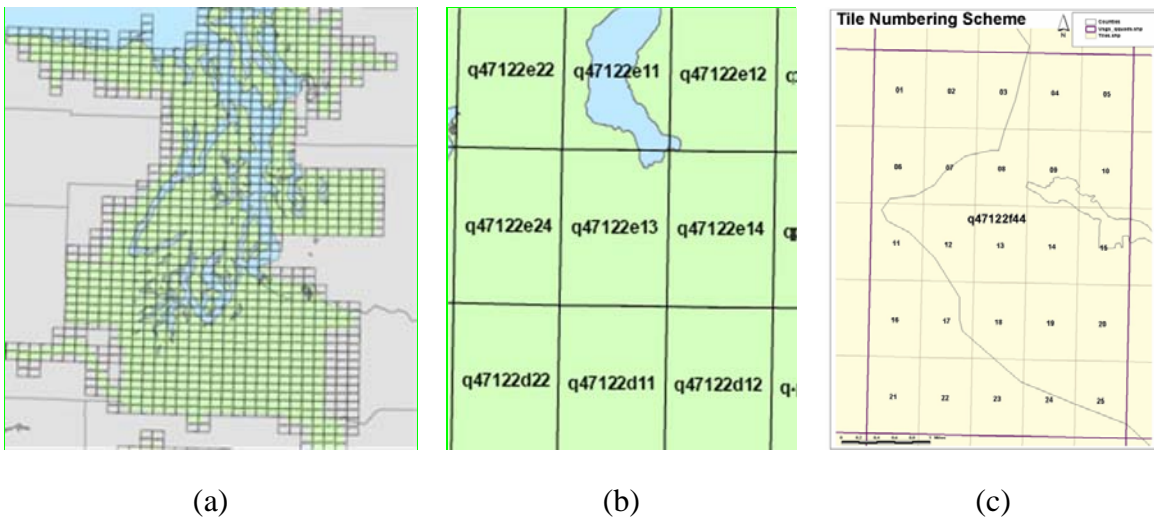 q47122e22 q47122e11 q47122e12
q47122e24 q47122e13 q47122e14
q47122d22 q47122d11 q47122d12
Tile Numbering Scheme
N
Counties
01 02 03 04 05
06 07 08 09 10
q47122f44
11 12 13 14 15
16 17 18 19 20
21 22 23 24 25
(a) (b) (c)